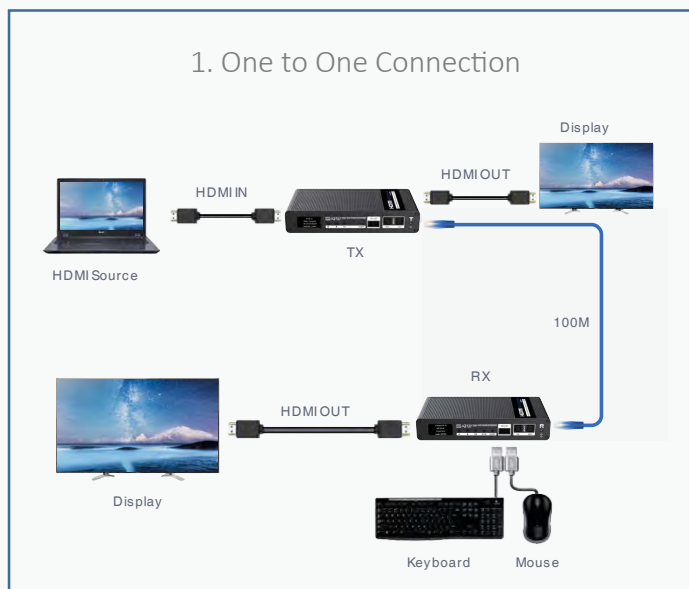 1. One to One Connection
Display
HDMI OUT
HDMI IN
TX
HDMI Source
100M
RX
HDMI OUT
Display
Keyboard
Mouse